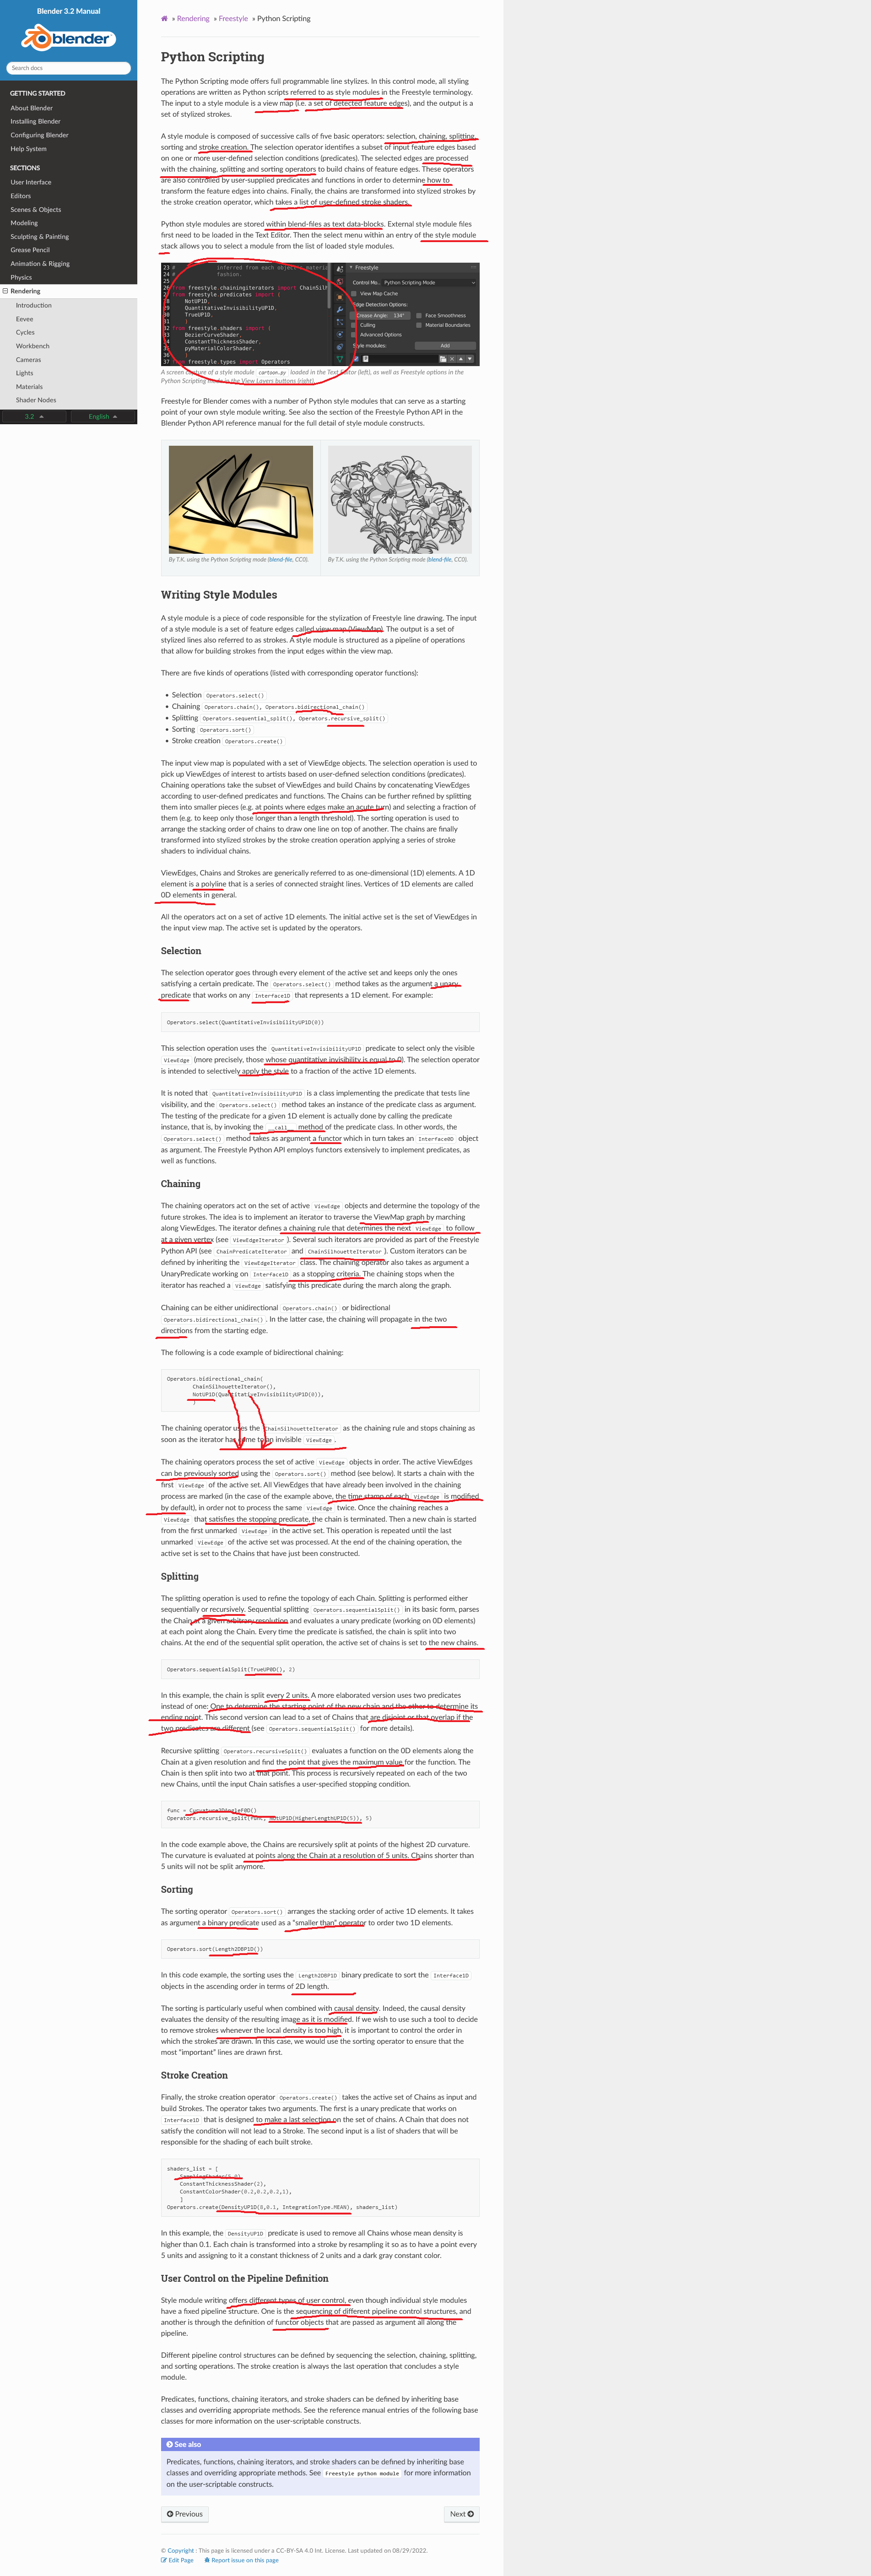 Blender 3.2 Manual
blender
Search docs
GETTING STARTED
About Blender
Installing Blender
Configuring Blender
Help System
SECTIONS
User Interface
Editors
Scenes & Objects
Modeling
Sculpting & Painting
Grease Pencil
Animation & Rigging
Physics
Rendering
Introduction
Eevee
Cycles
Workbench
Cameras
Lights
Materials
Shader Nodes
3.2 English
» Rendering » Freestyle » Python Scripting
Python Scripting
The Python Scripting mode offers full programmable line stylizes. In this control mode, all styling
operations are written as Python scripts referred to as style modules in the Freestyle terminology.
The input to a style module is a view map (i.e. a set of detected feature edges), and the output is a
set of stylized strokes.
A style module is composed of successive calls of five basic operators: selection, chaining, splitting,
sorting and stroke creation. The selection operator identifies a subset of input feature edges based
on one or more user-defined selection conditions (predicates). The selected edges are processed
with the chaining, splitting and sorting operators to build chains of feature edges. These operators
are also controlled by user-supplied predicates and functions in order to determine how to
transform the feature edges into chains. Finally, the chains are transformed into stylized strokes by
the stroke creation operator, which takes a list of user-defined stroke shaders.
Python style modules are stored within blend-files as text data-blocks. External style module files
first need to be loaded in the Text Editor. Then the select menu within an entry of the style module
stack allows you to select a module from the list of loaded style modules.
23 # inferred from each object's materia
24 # fashion.
25
26 from freestyle.chainingiterators import ChainSilh
27 from freestyle.predicates import (
28 NotUP1D,
29 QuantitativeInvisibilityUP1D,
30 TrueUP1D,
31 )
32 from freestyle.shaders import (
33 BezierCurveShader,
34 ConstantThicknessShader,
35 pyMaterialColorShader,
36 )
37 from freestyle.types import Operators
Freestyle
Control Mo.. Python Scripting Mode
View Map Cache
Edge Detection Options:
Crease Angle: 134° Face Smoothness
Culling Material Boundaries
Advanced Options
Style modules: Add
A screen capture of a style module cartoon.py loaded in the Text Editor (left), as well as Freestyle options in the
Python Scripting mode in the View Layers buttons (right).
Freestyle for Blender comes with a number of Python style modules that can serve as a starting
point of your own style module writing. See also the section of the Freestyle Python API in the
Blender Python API reference manual for the full detail of style module constructs.
By T.K. using the Python Scripting mode (blend-file, CC0).
By T.K. using the Python Scripting mode (blend-file, CC0).
Writing Style Modules
A style module is a piece of code responsible for the stylization of Freestyle line drawing. The input
of a style module is a set of feature edges called view map (ViewMap). The output is a set of
stylized lines also referred to as strokes. A style module is structured as a pipeline of operations
that allow for building strokes from the input edges within the view map.
There are five kinds of operations (listed with corresponding operator functions):
• Selection Operators.select()
• Chaining Operators.chain(), Operators.bidirectional_chain()
• Splitting Operators.sequential_split(), Operators.recursive_split()
• Sorting Operators.sort()
• Stroke creation Operators.create()
The input view map is populated with a set of ViewEdge objects. The selection operation is used to
pick up ViewEdges of interest to artists based on user-defined selection conditions (predicates).
Chaining operations take the subset of ViewEdges and build Chains by concatenating ViewEdges
according to user-defined predicates and functions. The Chains can be further refined by splitting
them into smaller pieces (e.g. at points where edges make an acute turn) and selecting a fraction of
them (e.g. to keep only those longer than a length threshold). The sorting operation is used to
arrange the stacking order of chains to draw one line on top of another. The chains are finally
transformed into stylized strokes by the stroke creation operation applying a series of stroke
shaders to individual chains.
ViewEdges, Chains and Strokes are generically referred to as one-dimensional (1D) elements. A 1D
element is a polyline that is a series of connected straight lines. Vertices of 1D elements are called
0D elements in general.
All the operators act on a set of active 1D elements. The initial active set is the set of ViewEdges in
the input view map. The active set is updated by the operators.
Selection
The selection operator goes through every element of the active set and keeps only the ones
satisfying a certain predicate. The Operators.select() method takes as the argument a unary
predicate that works on any Interface1D that represents a 1D element. For example:
Operators.select(QuantitativeInvisibilityUP1D(0))
This selection operation uses the QuantitativeInvisibilityUP1D predicate to select only the visible
ViewEdge (more precisely, those whose quantitative invisibility is equal to 0). The selection operator
is intended to selectively apply the style to a fraction of the active 1D elements.
It is noted that QuantitativeInvisibilityUP1D is a class implementing the predicate that tests line
visibility, and the Operators.select() method takes an instance of the predicate class as argument.
The testing of the predicate for a given 1D element is actually done by calling the predicate
instance, that is, by invoking the __call__ method of the predicate class. In other words, the
Operators.select() method takes as argument a functor which in turn takes an Interface0D object
as argument. The Freestyle Python API employs functors extensively to implement predicates, as
well as functions.
Chaining
The chaining operators act on the set of active ViewEdge objects and determine the topology of the
future strokes. The idea is to implement an iterator to traverse the ViewMap graph by marching
along ViewEdges. The iterator defines a chaining rule that determines the next ViewEdge to follow
at a given vertex (see ViewEdgeIterator ). Several such iterators are provided as part of the Freestyle
Python API (see ChainPredicateIterator and ChainSilhouetteIterator ). Custom iterators can be
defined by inheriting the ViewEdgeIterator class. The chaining operator also takes as argument a
UnaryPredicate working on Interface1D as a stopping criteria. The chaining stops when the
iterator has reached a ViewEdge satisfying this predicate during the march along the graph.
Chaining can be either unidirectional Operators.chain() or bidirectional
Operators.bidirectional_chain() . In the latter case, the chaining will propagate in the two
directions from the starting edge.
The following is a code example of bidirectional chaining:
Operators.bidirectional_chain(
ChainSilhouetteIterator(),
NotUP1D(QuantitativeInvisibilityUP1D(0)),
)
The chaining operator uses the ChainSilhouetteIterator as the chaining rule and stops chaining as
soon as the iterator has come to an invisible ViewEdge .
The chaining operators process the set of active ViewEdge objects in order. The active ViewEdges
can be previously sorted using the Operators.sort() method (see below). It starts a chain with the
first ViewEdge of the active set. All ViewEdges that have already been involved in the chaining
process are marked (in the case of the example above, the time stamp of each ViewEdge is modified
by default), in order not to process the same ViewEdge twice. Once the chaining reaches a
ViewEdge that satisfies the stopping predicate, the chain is terminated. Then a new chain is started
from the first unmarked ViewEdge in the active set. This operation is repeated until the last
unmarked ViewEdge of the active set was processed. At the end of the chaining operation, the
active set is set to the Chains that have just been constructed.
Splitting
The splitting operation is used to refine the topology of each Chain. Splitting is performed either
sequentially or recursively. Sequential splitting Operators.sequentialSplit() in its basic form, parses
the Chain at a given arbitrary resolution and evaluates a unary predicate (working on 0D elements)
at each point along the Chain. Every time the predicate is satisfied, the chain is split into two
chains. At the end of the sequential split operation, the active set of chains is set to the new chains.
Operators.sequentialSplit(TrueUP0D(), 2)
In this example, the chain is split every 2 units. A more elaborated version uses two predicates
instead of one: One to determine the starting point of the new chain and the other to determine its
ending point. This second version can lead to a set of Chains that are disjoint or that overlap if the
two predicates are different (see Operators.sequentialSplit() for more details).
Recursive splitting Operators.recursiveSplit() evaluates a function on the 0D elements along the
Chain at a given resolution and find the point that gives the maximum value for the function. The
Chain is then split into two at that point. This process is recursively repeated on each of the two
new Chains, until the input Chain satisfies a user-specified stopping condition.
func = Curvature2DAngleF0D()
Operators.recursive_split(func, NotUP1D(HigherLengthUP1D(5)), 5)
In the code example above, the Chains are recursively split at points of the highest 2D curvature.
The curvature is evaluated at points along the Chain at a resolution of 5 units. Chains shorter than
5 units will not be split anymore.
Sorting
The sorting operator Operators.sort() arranges the stacking order of active 1D elements. It takes
as argument a binary predicate used as a “smaller than” operator to order two 1D elements.
Operators.sort(Length2DBP1D())
In this code example, the sorting uses the Length2DBP1D binary predicate to sort the Interface1D
objects in the ascending order in terms of 2D length.
The sorting is particularly useful when combined with causal density. Indeed, the causal density
evaluates the density of the resulting image as it is modified. If we wish to use such a tool to decide
to remove strokes whenever the local density is too high, it is important to control the order in
which the strokes are drawn. In this case, we would use the sorting operator to ensure that the
most “important” lines are drawn first.
Stroke Creation
Finally, the stroke creation operator Operators.create() takes the active set of Chains as input and
build Strokes. The operator takes two arguments. The first is a unary predicate that works on
Interface1D that is designed to make a last selection on the set of chains. A Chain that does not
satisfy the condition will not lead to a Stroke. The second input is a list of shaders that will be
responsible for the shading of each built stroke.
shaders_list = [
SamplingShader(5.0),
ConstantThicknessShader(2),
ConstantColorShader(0.2,0.2,0.2,1),
]
Operators.create(DensityUP1D(8,0.1, IntegrationType.MEAN), shaders_list)
In this example, the DensityUP1D predicate is used to remove all Chains whose mean density is
higher than 0.1. Each chain is transformed into a stroke by resampling it so as to have a point every
5 units and assigning to it a constant thickness of 2 units and a dark gray constant color.
User Control on the Pipeline Definition
Style module writing offers different types of user control, even though individual style modules
have a fixed pipeline structure. One is the sequencing of different pipeline control structures, and
another is through the definition of functor objects that are passed as argument all along the
pipeline.
Different pipeline control structures can be defined by sequencing the selection, chaining, splitting,
and sorting operations. The stroke creation is always the last operation that concludes a style
module.
Predicates, functions, chaining iterators, and stroke shaders can be defined by inheriting base
classes and overriding appropriate methods. See the reference manual entries of the following base
classes for more information on the user-scriptable constructs.
See also
Predicates, functions, chaining iterators, and stroke shaders can be defined by inheriting base
classes and overriding appropriate methods. See Freestyle python module for more information
on the user-scriptable constructs.
Previous Next
© Copyright : This page is licensed under a CC-BY-SA 4.0 Int. License. Last updated on 08/29/2022.
Edit Page Report issue on this page